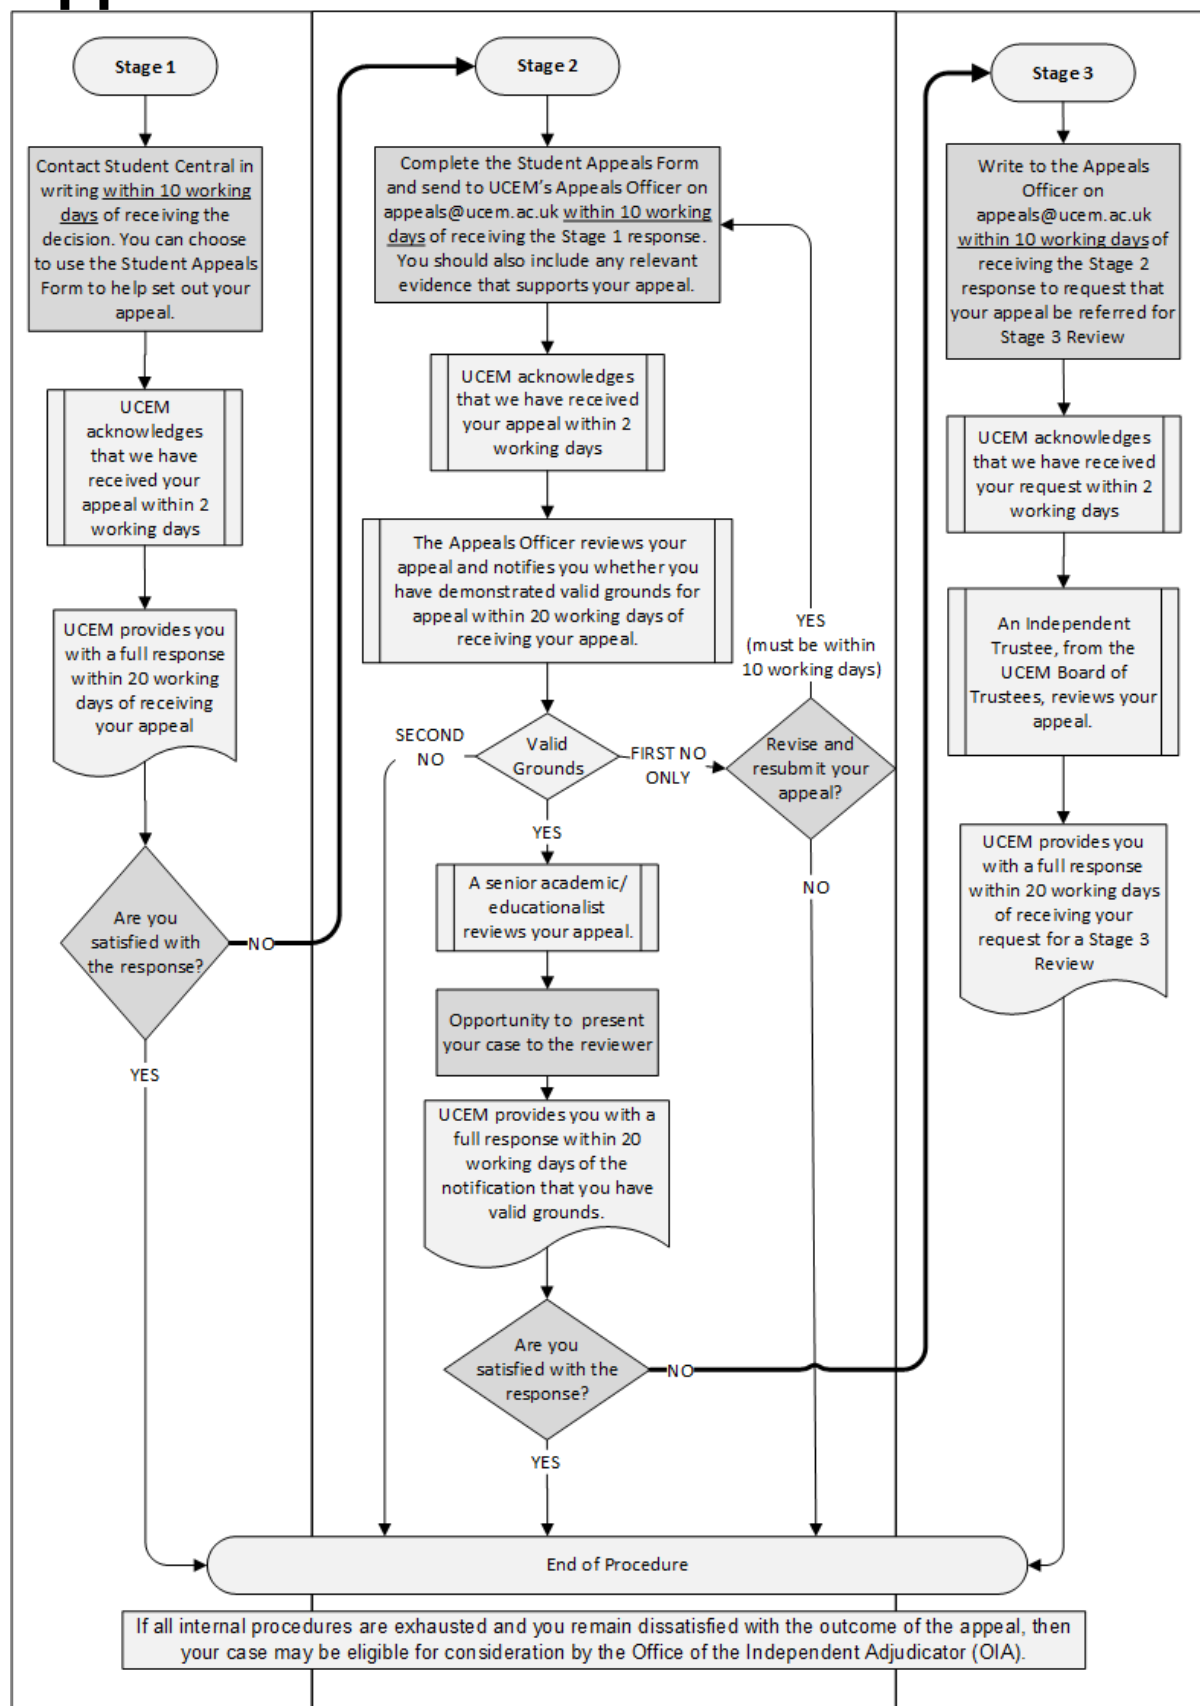 Stage 1
Contact Student Central in
writing within 10 working
days of receiving the
decision. You can choose
to use the Student Appeals
Form to help set out your
appeal.
UCEM
acknowledges
that we have
received your
appeal within 2
working days
UCEM provides you
with a full response
within 20 working
days of receiving
your appeal
Are you
satisfied with
the response?
NO
YES
Stage 2
Complete the Student Appeals Form
and send to UCEM's Appeals Officer on
appeals@ucem.ac.uk within 10 working
days of receiving the Stage 1 response.
You should also include any relevant
evidence that supports your appeal.
UCEM acknowledges
that we have received
your appeal within 2
working days
The Appeals Officer reviews your
appeal and notifies you whether you
have demonstrated valid grounds for
appeal within 20 working days of
receiving your appeal.
Valid
Grounds
SECOND
NO
FIRST NO
ONLY
Revise and
resubmit your
appeal?
YES
(must be within
10 working days)
NO
YES
A senior academic/
educationalist
reviews your appeal.
Opportunity to  present
your case to the reviewer
UCEM provides you with a
full response within 20
working days of the
notification that you have
valid grounds.
Are you
satisfied with the
response?
NO
YES
Stage 3
Write to the Appeals
Officer on
appeals@ucem.ac.uk
within 10 working days of
receiving the Stage 2
response to request that
your appeal be referred for
Stage 3 Review
UCEM acknowledges
that we have received
your request within 2
working days
An Independent
Trustee, from the
UCEM Board of
Trustees, reviews your
appeal.
UCEM provides you
with a full response
within 20 working days
of receiving your
request for a Stage 3
Review
End of Procedure
If all internal procedures are exhausted and you remain dissatisfied with the outcome of the appeal, then
your case may be eligible for consideration by the Office of the Independent Adjudicator (OIA).